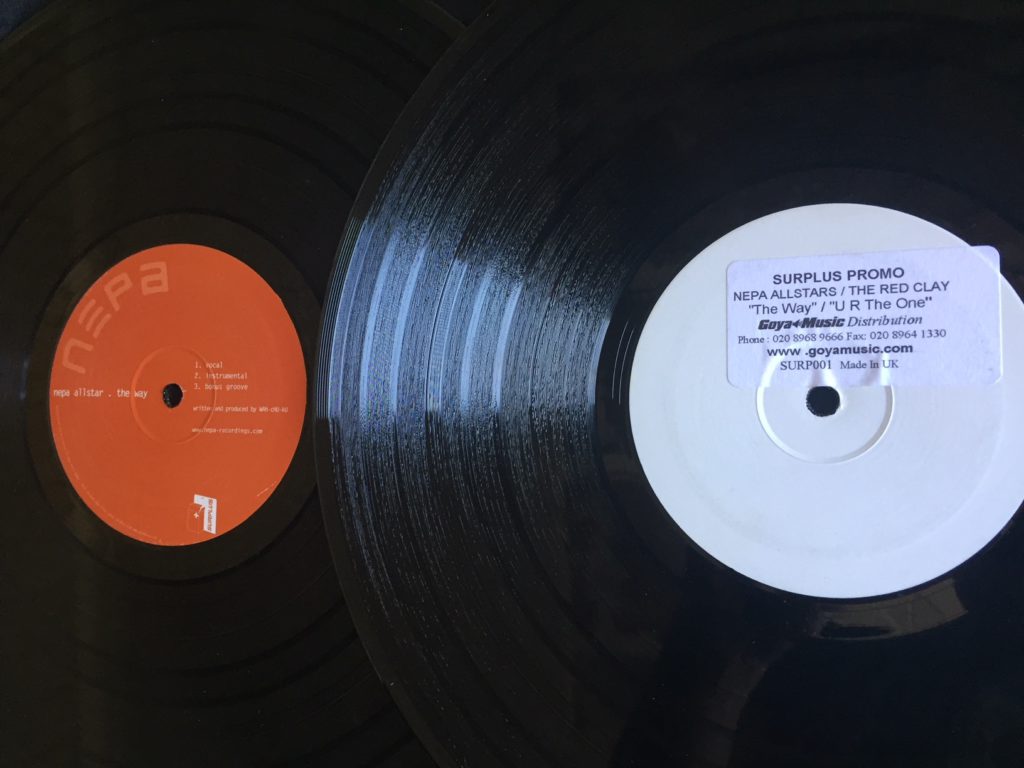 nepa
1. vocal
2. instrumental
3. bonus groove
nepa allstar . the way
written and produced by
www.nepa-recordings.com
SURPLUS
SURPLUS PROMO
NEPA ALLSTARS / THE RED CLAY
"The Way" / "U R The One"
Goya+Music Distribution
Phone : 020 8968 9666 Fax: 020 8964 1330
www .goyamusic.com
SURP001 Made in UK